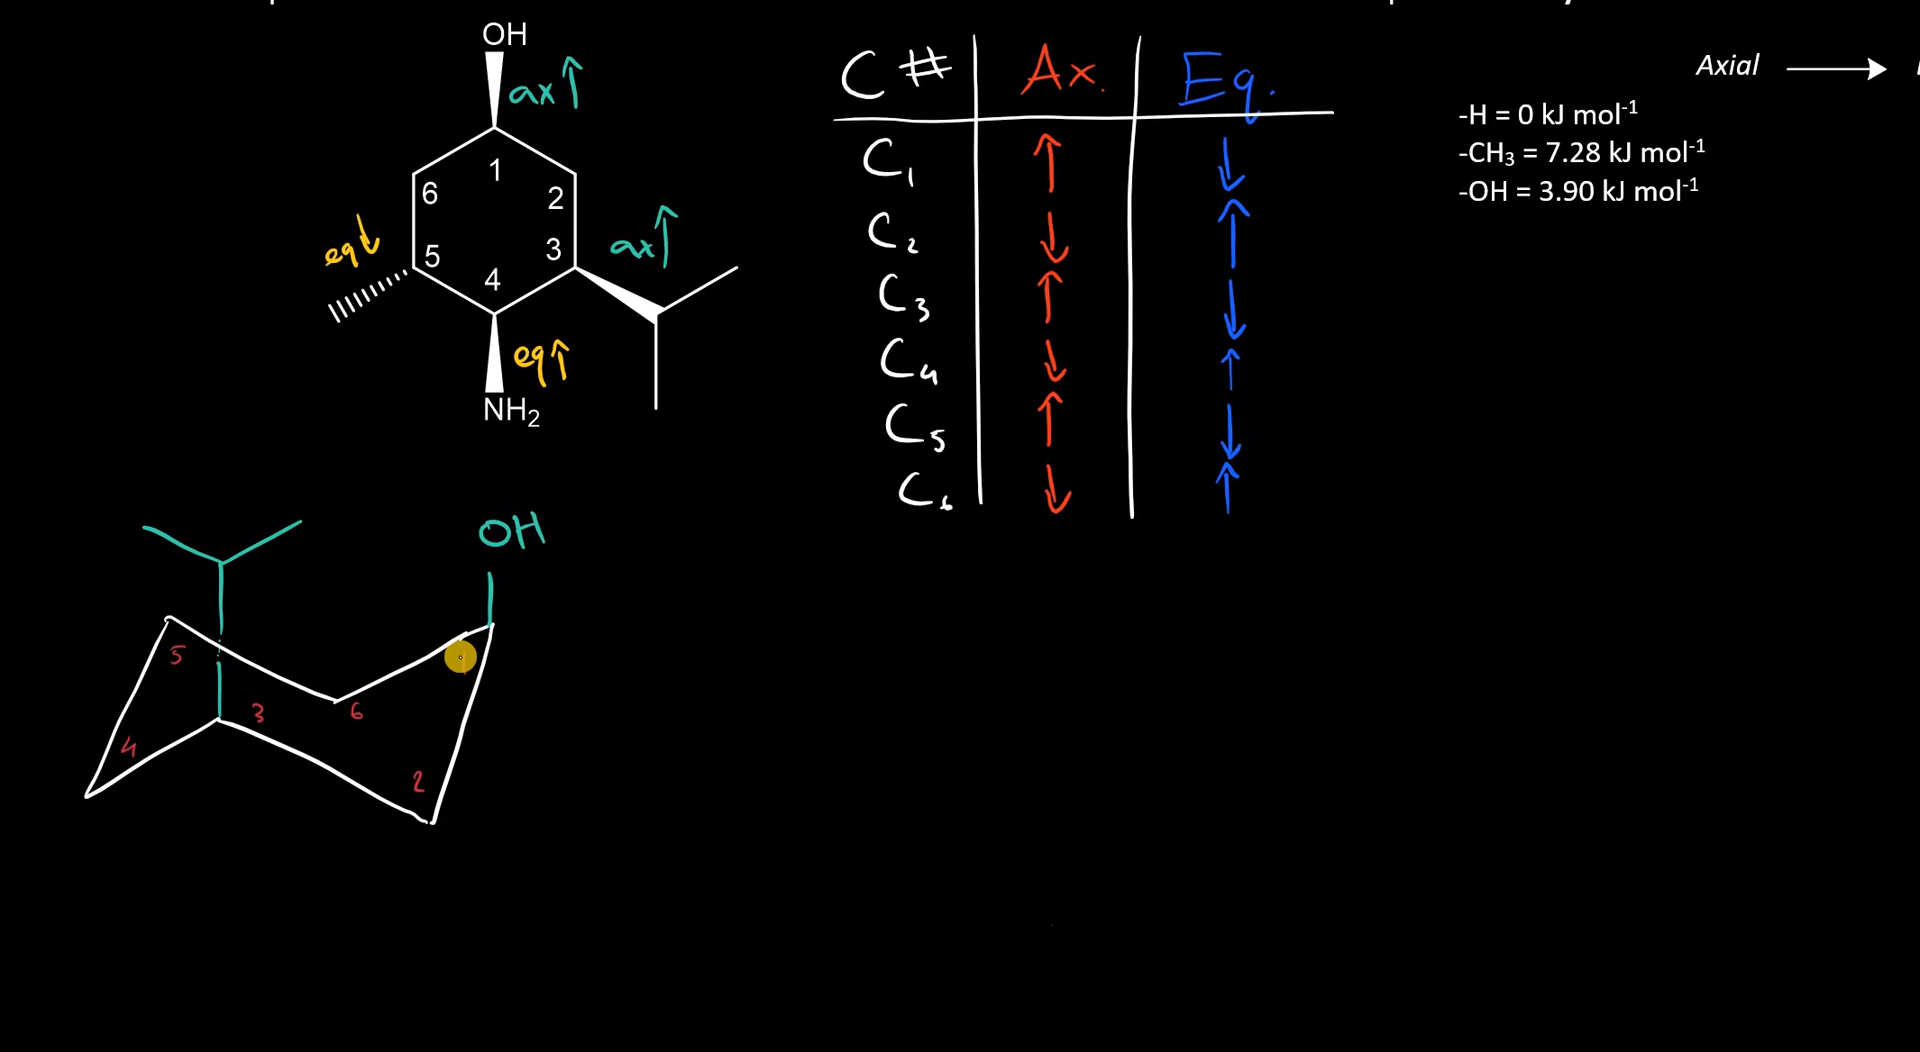 OH
ax↑
1
6
2
eq↓
5
3
ax↑
4
eq↑
NH₂
C # Ax. Eq.
C₁ ↑ ↓
C₂ ↓ ↑
C₃ ↑ ↓
C₄ ↓ ↑
C₅ ↑ ↓
C₆ ↓ ↑
Axial
-H = 0 kJ mol⁻¹
-CH₃ = 7.28 kJ mol⁻¹
-OH = 3.90 kJ mol⁻¹
OH
5
3
6
4
2